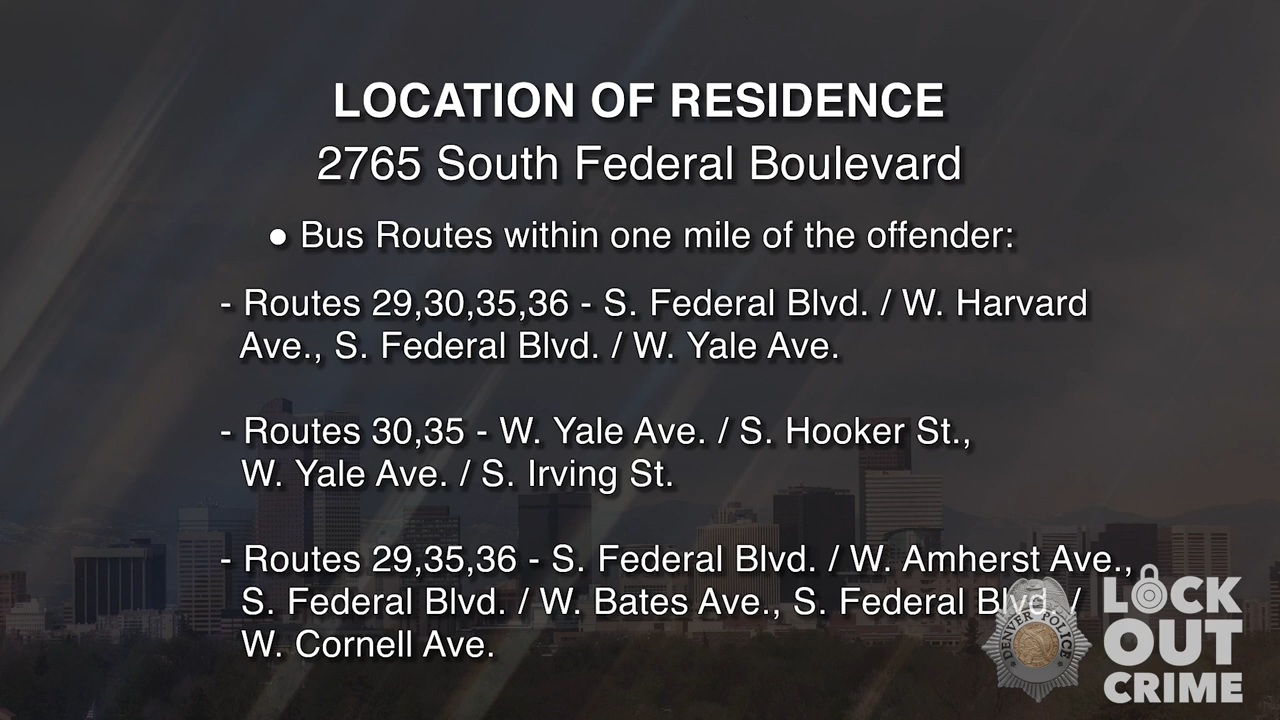 LOCATION OF RESIDENCE
2765 South Federal Boulevard
● Bus Routes within one mile of the offender:
- Routes 29,30,35,36 - S. Federal Blvd. / W. Harvard
Ave., S. Federal Blvd. / W. Yale Ave.
- Routes 30,35 - W. Yale Ave. / S. Hooker St.,
W. Yale Ave. / S. Irving St.
- Routes 29,35,36 - S. Federal Blvd. / W. Amherst Ave.,
S. Federal Blvd. / W. Bates Ave., S. Federal Blvd. /
W. Cornell Ave.
DENVER POLICE
LOCK
OUT
CRIME